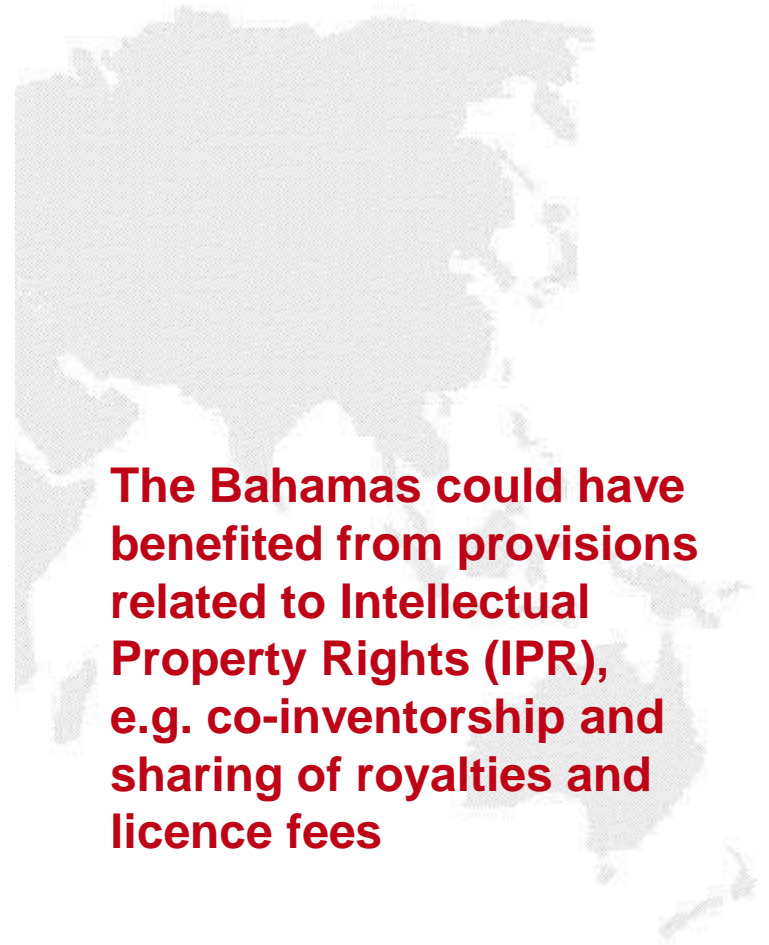 The Bahamas could have
benefited from provisions
related to Intellectual
Property Rights (IPR),
e.g. co-inventorship and
sharing of royalties and
licence fees